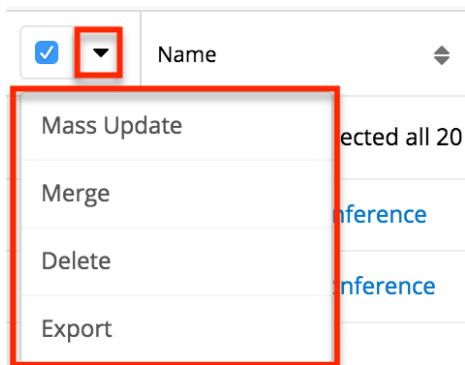 Name
Mass Update
ected all 20
Merge
nference
Delete
nference
Export